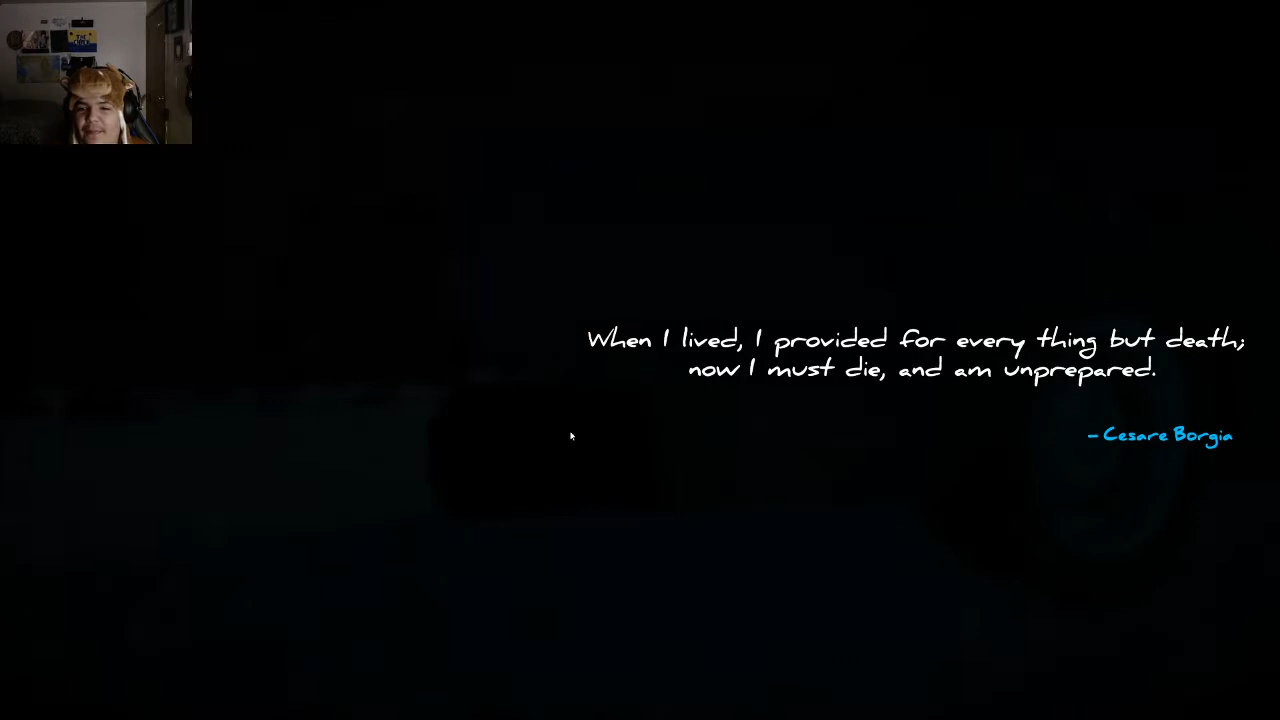 When I lived, I provided for every thing but death;
now I must die, and am unprepared.
- Cesare Borgia